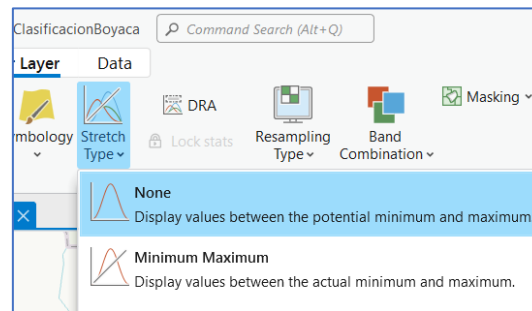 ClasificacionBoyaca
Command Search (Alt+Q)
Layer Data
mbology
Stretch
Type
DRA
Lock stats
Resampling
Type
Band
Combination
Masking
None
Display values between the potential minimum and maximum
Minimum Maximum
Display values between the actual minimum and maximum.